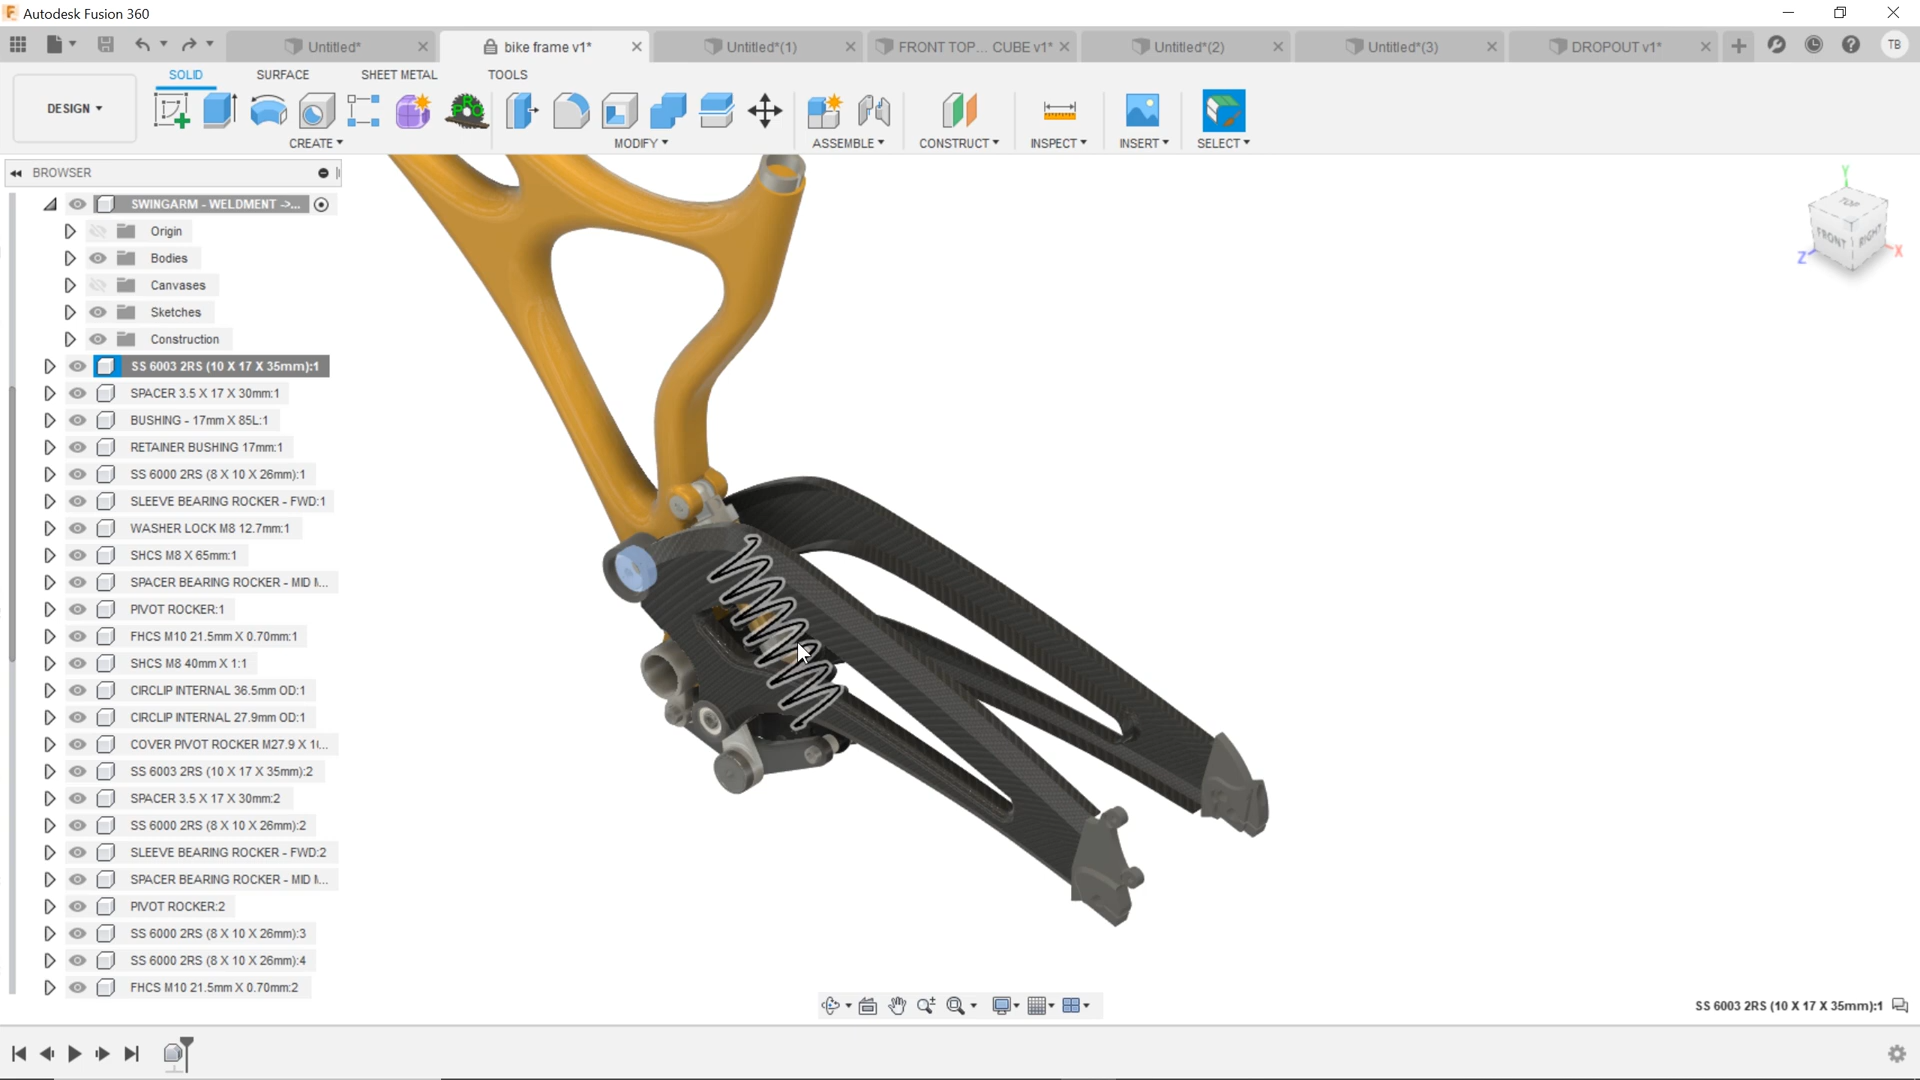 Autodesk Fusion 360
Untitled*
bike frame v1*
Untitled*(1)
FRONT TOP... CUBE v1*
Untitled*(2)
Untitled*(3)
DROPOUT v1*
TB
SOLID
SURFACE
SHEET METAL
TOOLS
DESIGN
CREATE
MODIFY
ASSEMBLE
CONSTRUCT
INSPECT
INSERT
SELECT
BROWSER
SWINGARM - WELDMENT ->...
Origin
Bodies
Canvases
Sketches
Construction
SS 6003 2RS (10 X 17 X 35mm):1
SPACER 3.5 X 17 X 30mm:1
BUSHING - 17mm X 85L:1
RETAINER BUSHING 17mm:1
SS 6000 2RS (8 X 10 X 26mm):1
SLEEVE BEARING ROCKER - FWD:1
WASHER LOCK M8 12.7mm:1
SHCS M8 X 65mm:1
SPACER BEARING ROCKER - MID
PIVOT ROCKER:1
FHCS M10 21.5mm X 0.70mm:1
SHCS M8 40mm X 1:1
CIRCLIP INTERNAL 36.5mm OD:1
CIRCLIP INTERNAL 27.9mm OD:1
COVER PIVOT ROCKER M27.9 X
SS 6003 2RS (10 X 17 X 35mm):2
SPACER 3.5 X 17 X 30mm:2
SS 6000 2RS (8 X 10 X 26mm):2
SLEEVE BEARING ROCKER - FWD:2
SPACER BEARING ROCKER - MID
PIVOT ROCKER:2
SS 6000 2RS (8 X 10 X 26mm):3
SS 6000 2RS (8 X 10 X 26mm):4
FHCS M10 21.5mm X 0.70mm:2
Y
TOP
FRONT
RIGHT
Z
X
SS 6003 2RS (10 X 17 X 35mm):1